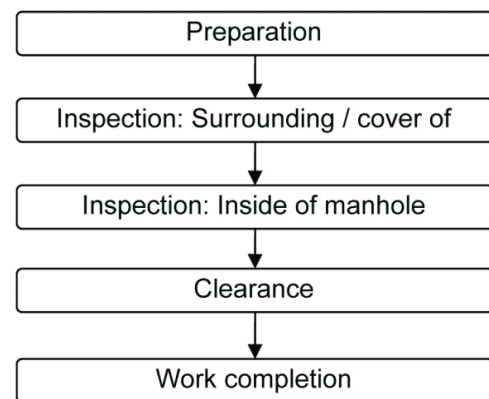 Preparation
Inspection: Surrounding / cover of
Inspection: Inside of manhole
Clearance
Work completion